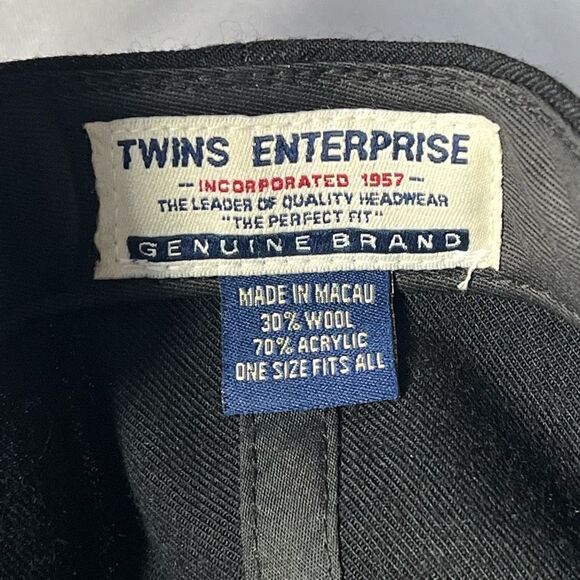 TWINS ENTERPRISE
- INCORPORATED 1957 -
THE LEADER OF QUALITY HEADWEAR
"THE PERFECT FIT"
GENUINE BRAND
MADE IN MACAU
30% WOOL
70% ACRYLIC
ONE SIZE FITS ALL